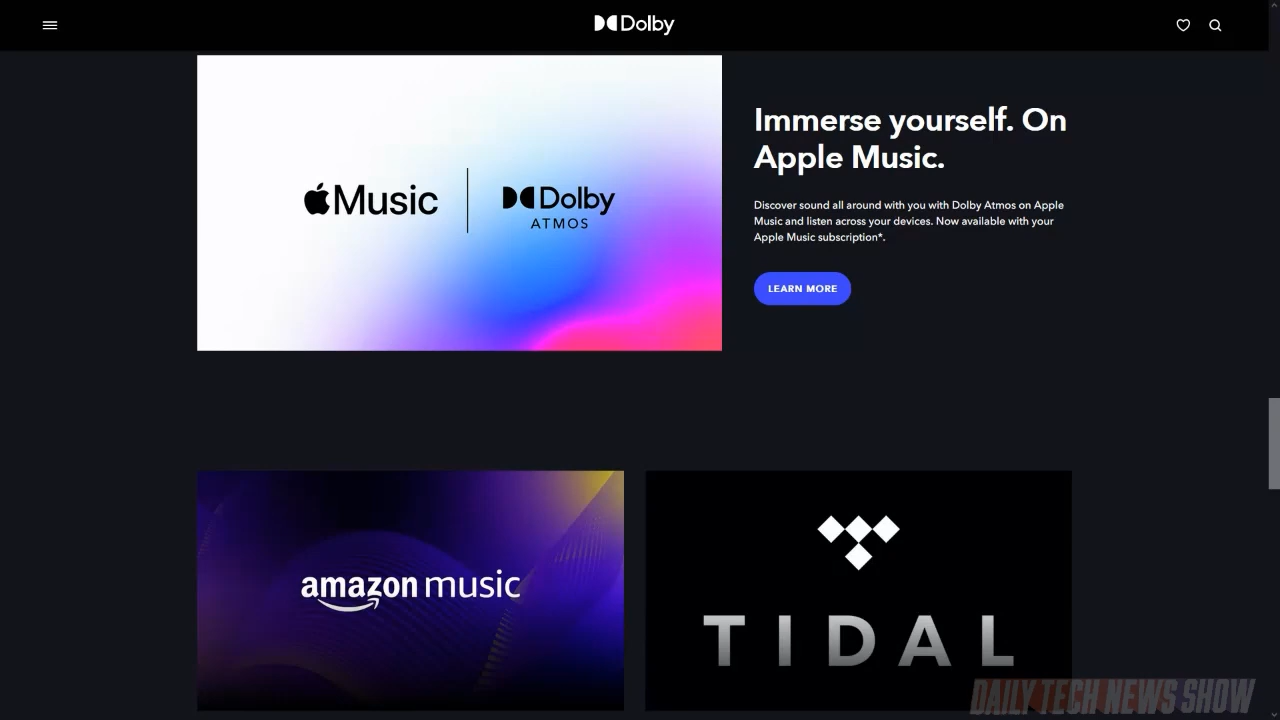 Dolby
Music
Dolby
ATMOS
Immerse yourself. On
Apple Music.
Discover sound all around with you with Dolby Atmos on Apple
Music and listen across your devices. Now available with your
Apple Music subscription*.
LEARN MORE
amazon music
TIDAL
DAILY TECH NEWS SHOW